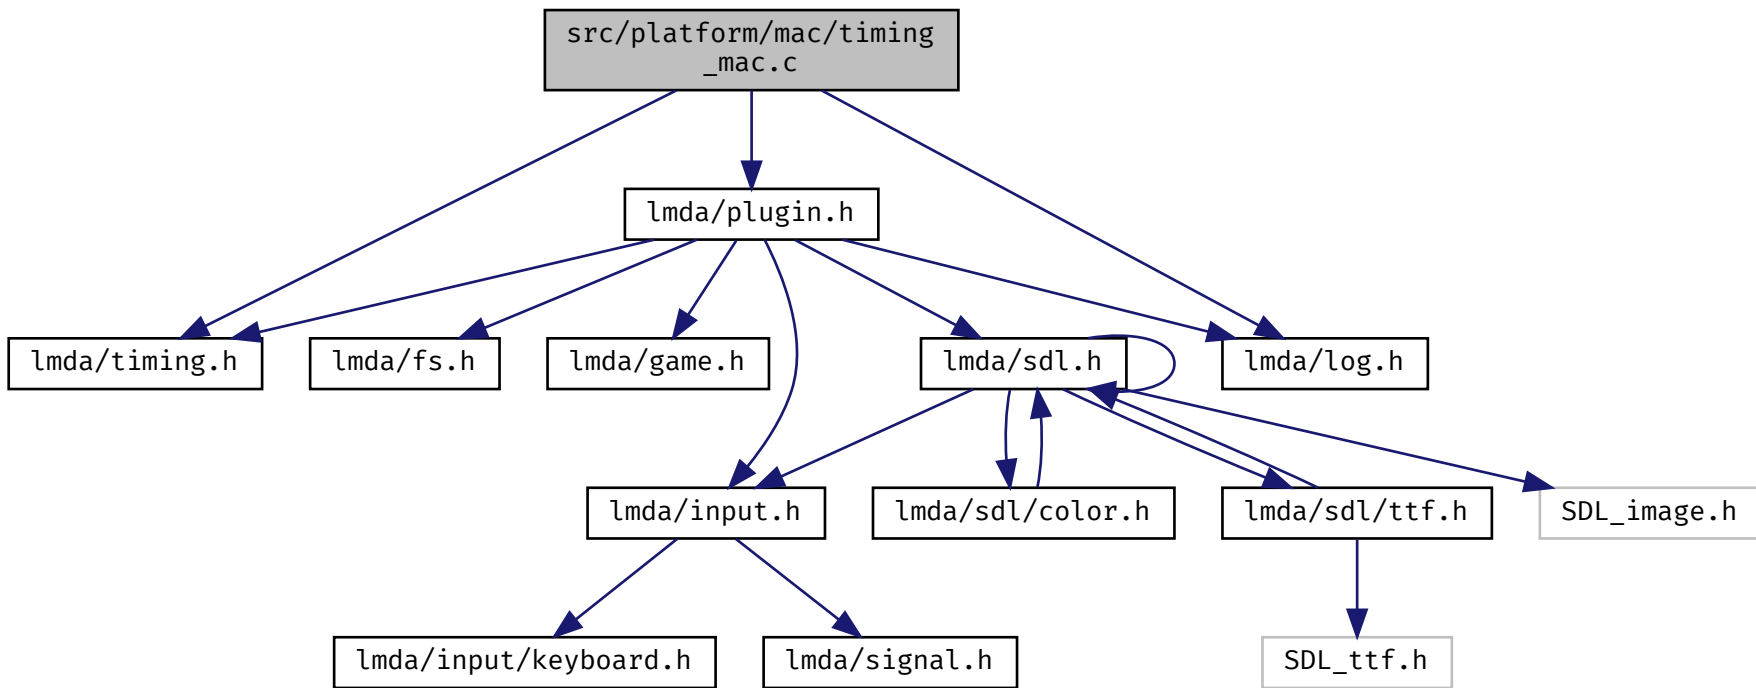 src/platform/mac/timing
_mac.c
lmda/plugin.h
lmda/timing.h
lmda/fs.h
lmda/game.h
lmda/sdl.h
lmda/log.h
lmda/input.h
lmda/sdl/color.h
lmda/sdl/ttf.h
SDL_image.h
lmda/input/keyboard.h
lmda/signal.h
SDL_ttf.h